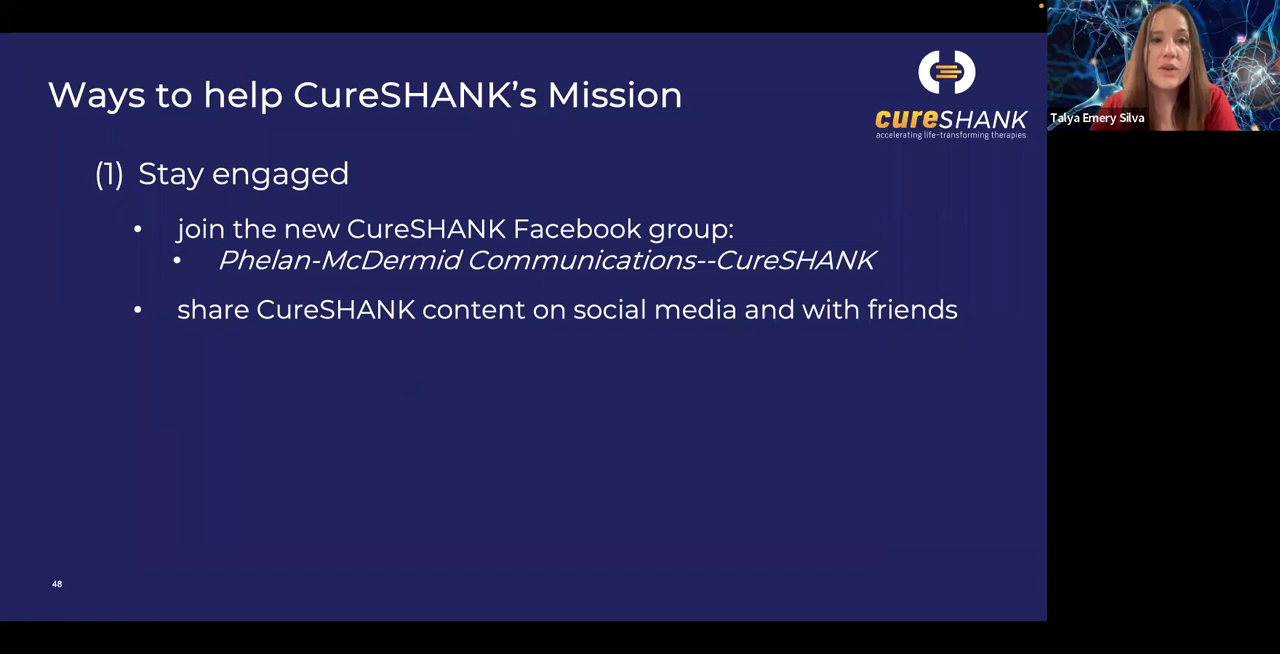 Ways to help CureSHANK's Mission
cureSHANK
accelerating life-transforming therapies
Talya Emery Silva
(1) Stay engaged
• join the new CureSHANK Facebook group:
• Phelan-McDermid Communications--CureSHANK
• share CureSHANK content on social media and with friends
48